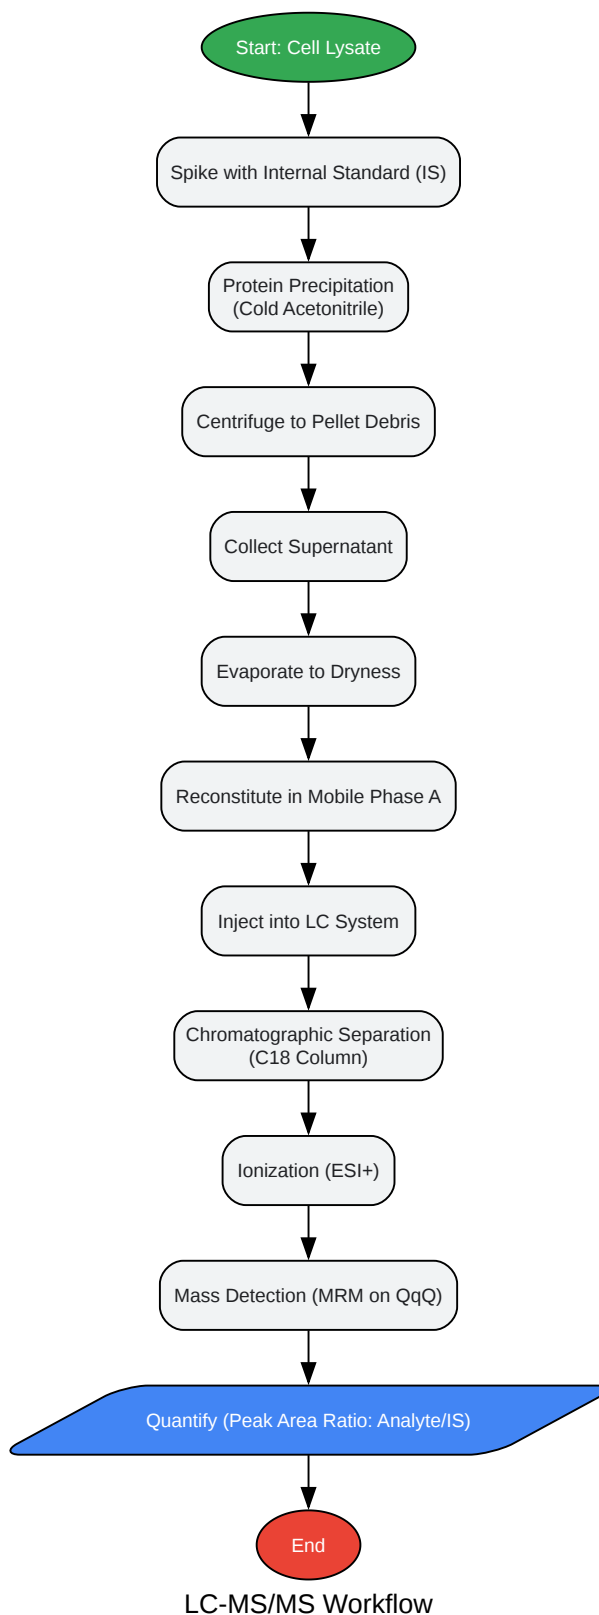 Start: Cell Lysate
Spike with Internal Standard (IS)
Protein Precipitation
(Cold Acetonitrile)
Centrifuge to Pellet Debris
Collect Supernatant
Evaporate to Dryness
Reconstitute in Mobile Phase A
Inject into LC System
Chromatographic Separation
(C18 Column)
Ionization (ESI+)
Mass Detection (MRM on QqQ)
Quantify (Peak Area Ratio: Analyte/IS)
End
LC-MS/MS Workflow